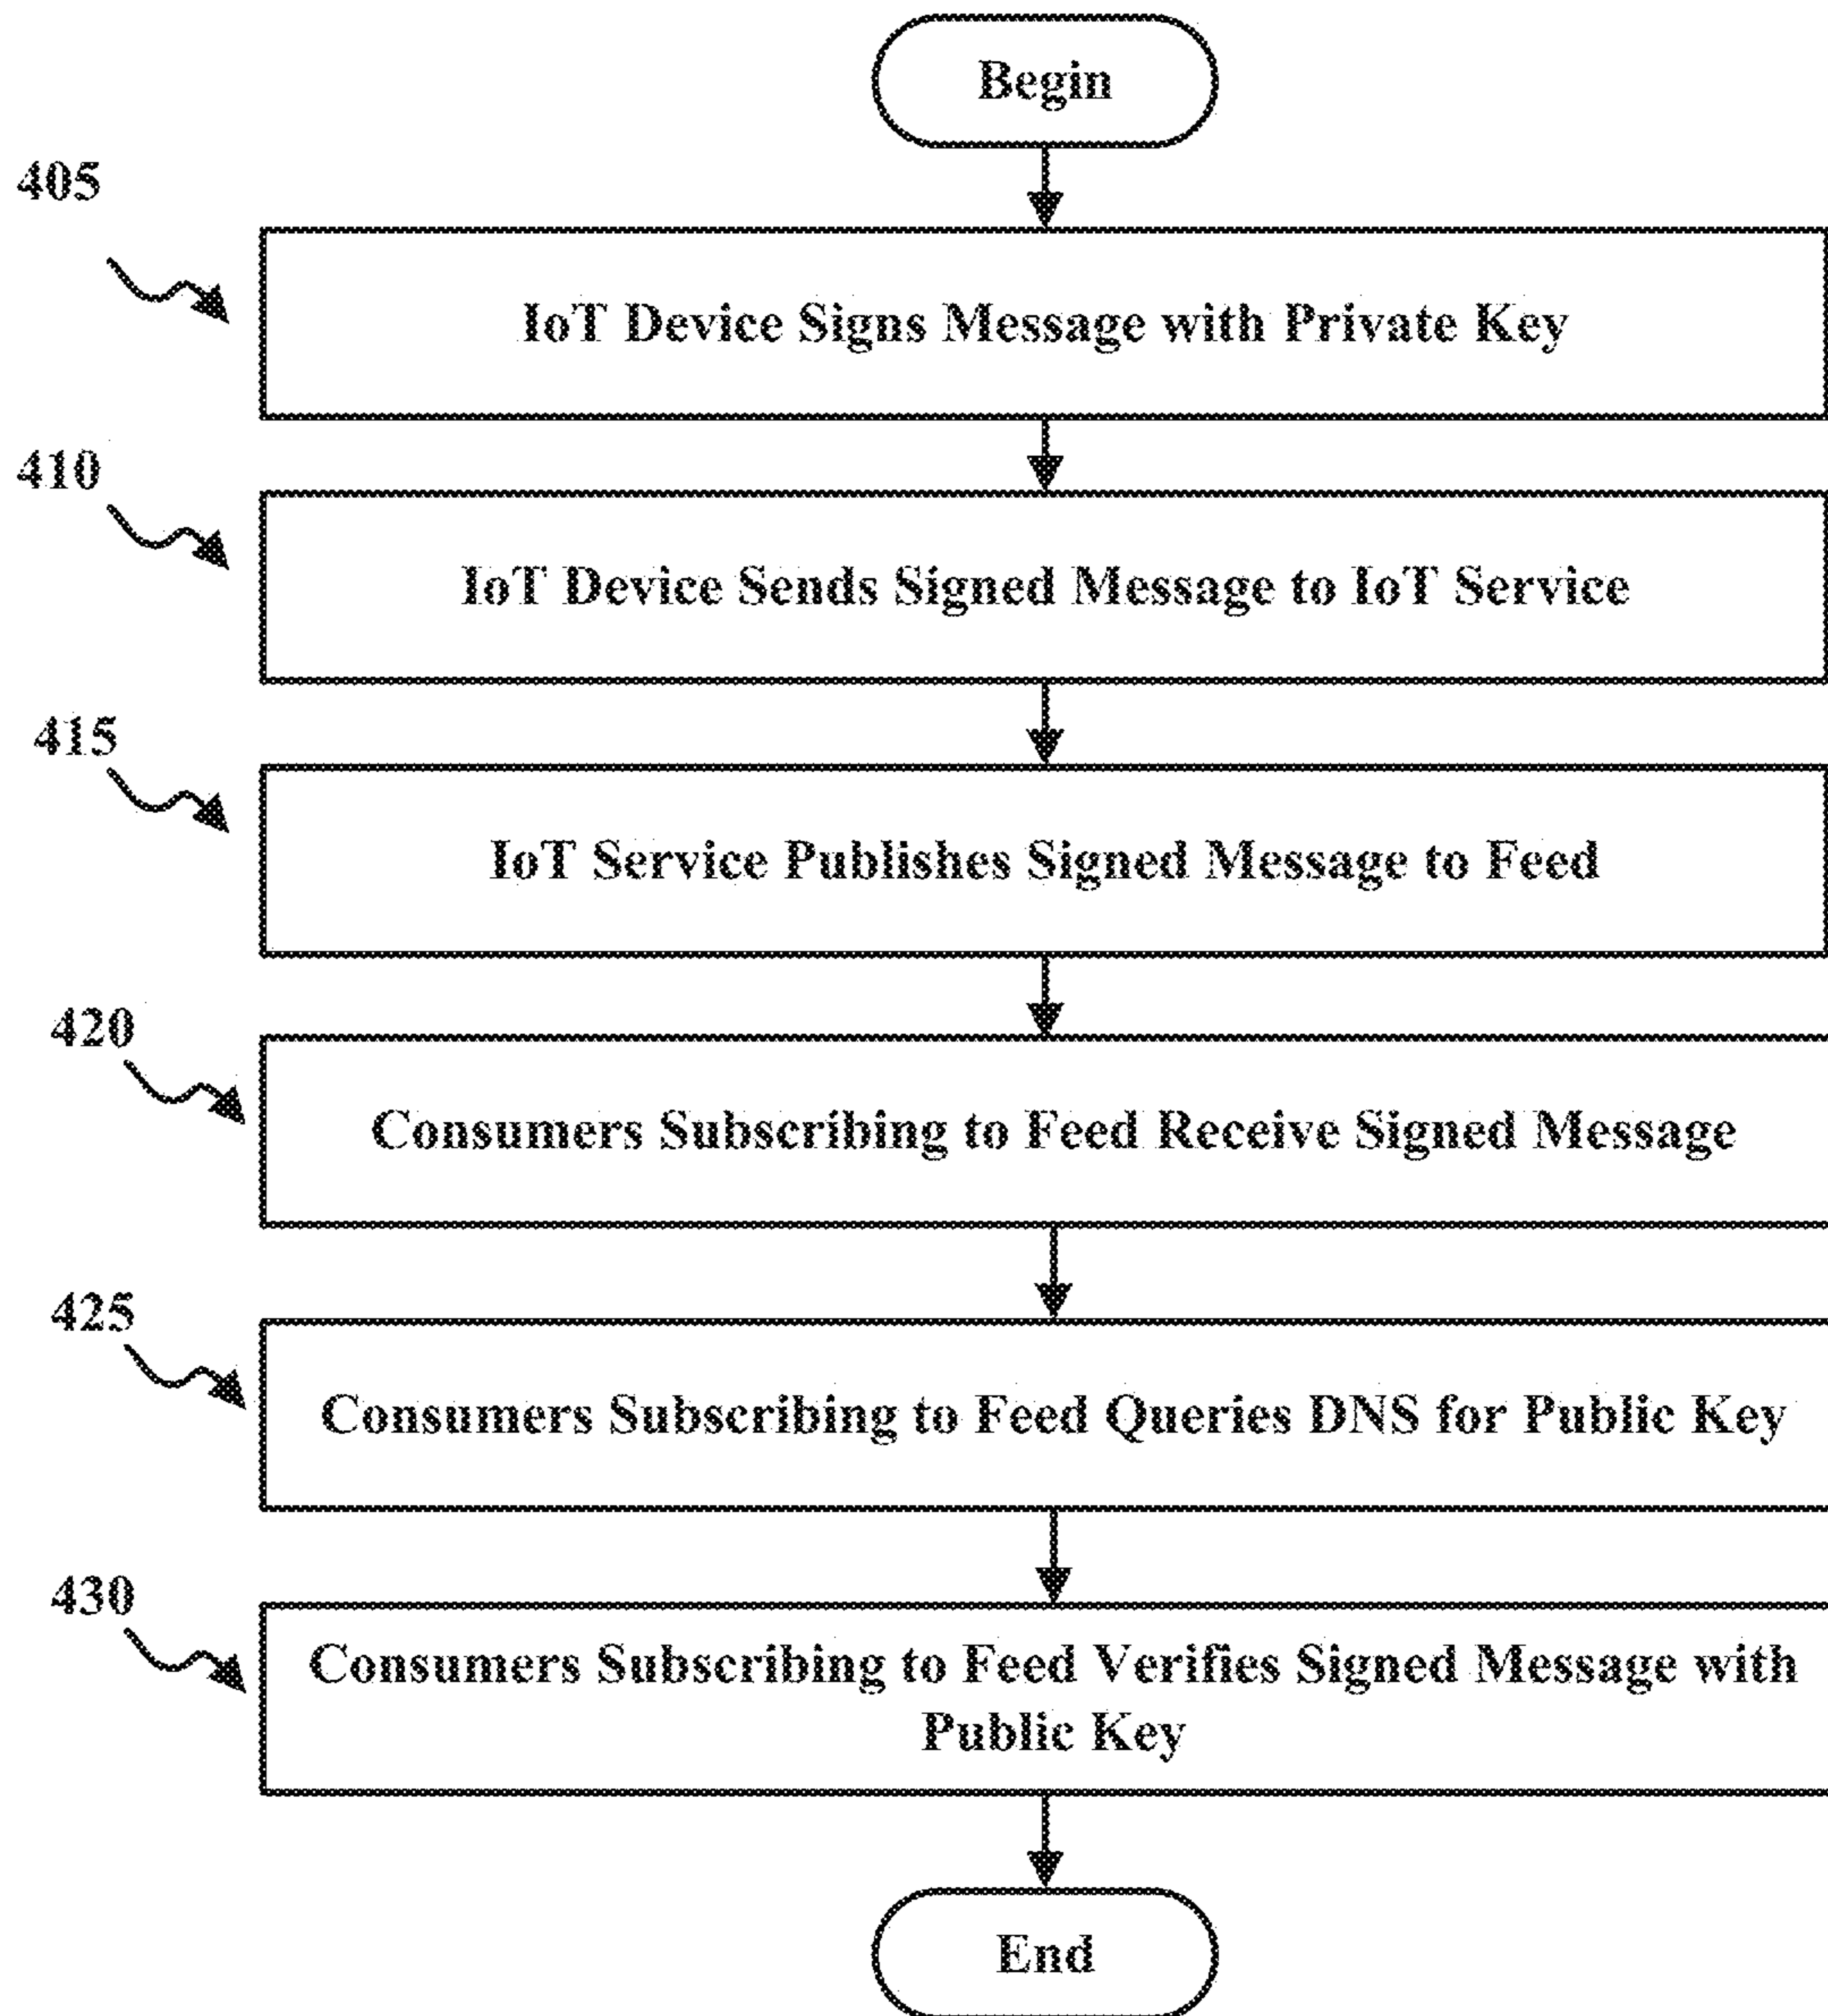 Begin
405
IoT Device Signs Message with Private Key
410
IoT Device Sends Signed Message to IoT Service
415
IoT Service Publishes Signed Message to Feed
420
Consumers Subscribing to Feed Receive Signed Message
425
Consumers Subscribing to Feed Queries DNS for Public Key
430
Consumers Subscribing to Feed Verifies Signed Message with
Public Key
End